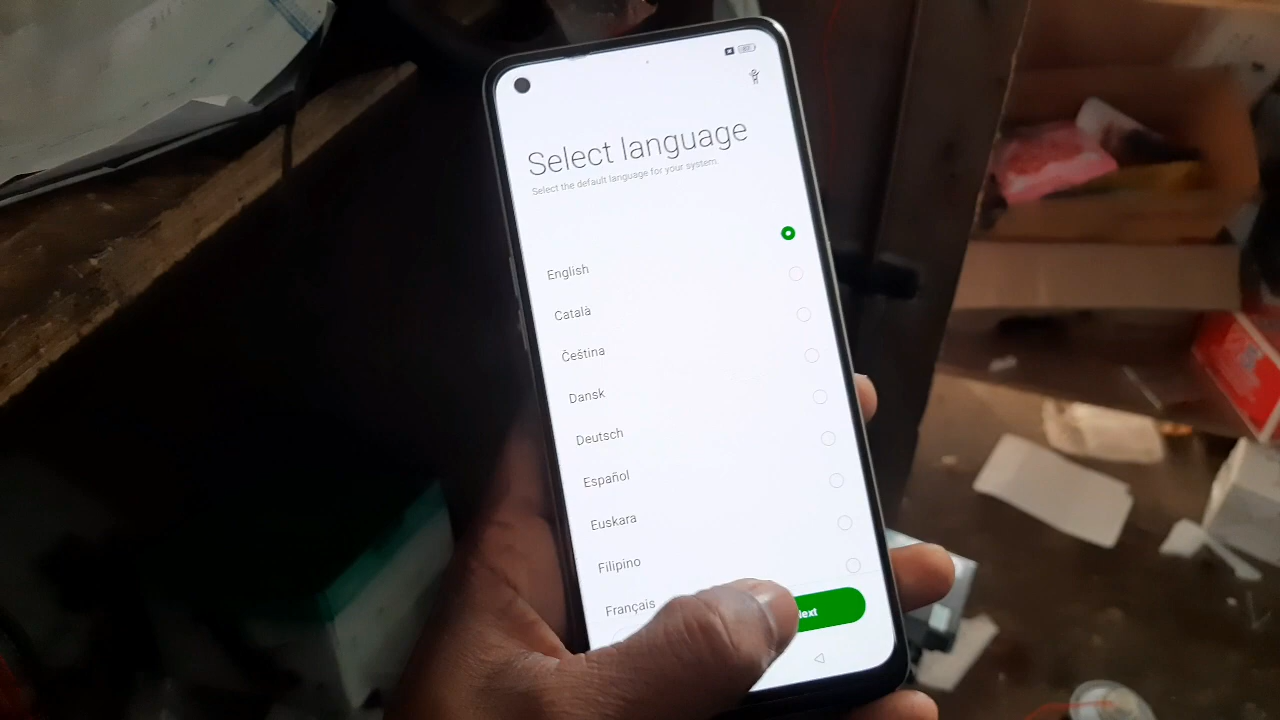 Select language
Select the default language for your system.
English
Català
Čeština
Dansk
Deutsch
Español
Euskara
Filipino
Français